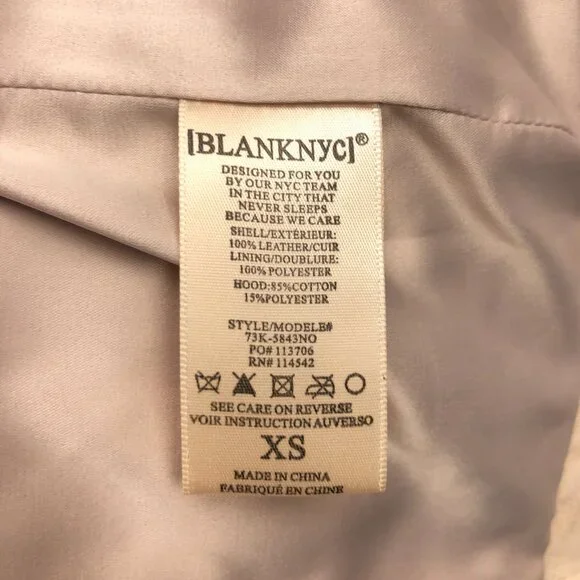 [BLANKNYC]®
DESIGNED FOR YOU
BY OUR NYC TEAM
IN THE CITY THAT
NEVER SLEEPS
BECAUSE WE CARE
SHELL/EXTÉRIEUR:
100% LEATHER/CUIR
LINING/DOUBLURE:
100% POLYESTER
HOOD:85%COTTON
15%POLYESTER
STYLE/MODELE#
73K-5843NO
PO# 113706
RN# 114542
SEE CARE ON REVERSE
VOIR INSTRUCTION AUVERSO
XS
MADE IN CHINA
FABRIQUÉ EN CHINE